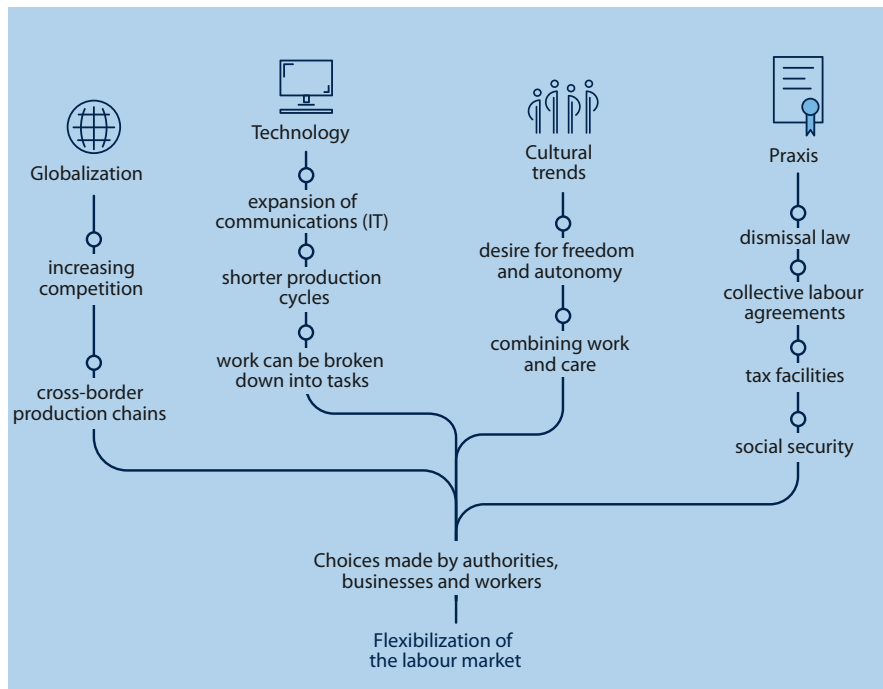 Globalization
increasing
competition
cross-border
production chains
Technology
expansion of
communications (IT)
shorter production
cycles
work can be broken
down into tasks
Cultural
trends
desire for freedom
and autonomy
combining work
and care
Praxis
dismissal law
collective labour
agreements
tax facilities
social security
Choices made by authorities,
businesses and workers
Flexibilization of
the labour market